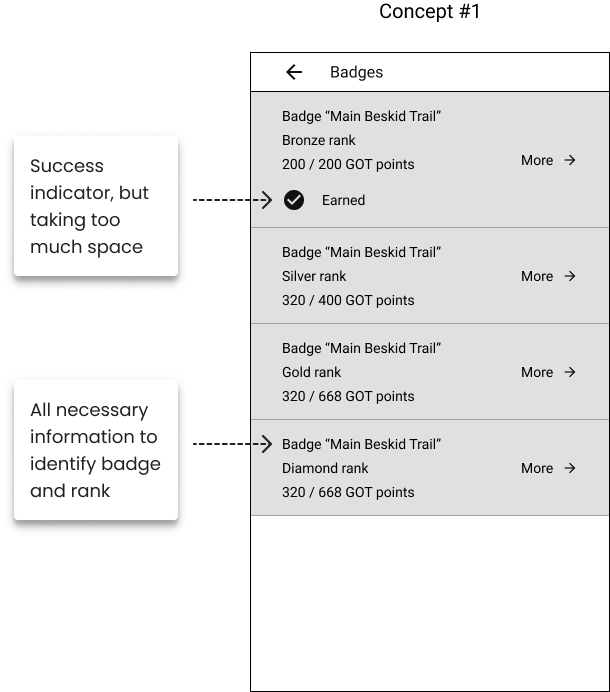 Concept #1
Badges
Badge “Main Beskid Trail”
Bronze rank
200 / 200 GOT points
More
Earned
Badge “Main Beskid Trail”
Silver rank
320 / 400 GOT points
More
Badge “Main Beskid Trail”
Gold rank
320 / 668 GOT points
More
Badge “Main Beskid Trail”
Diamond rank
320 / 668 GOT points
More
Success
indicator, but
taking too
much space
All necessary
information to
identify badge
and rank